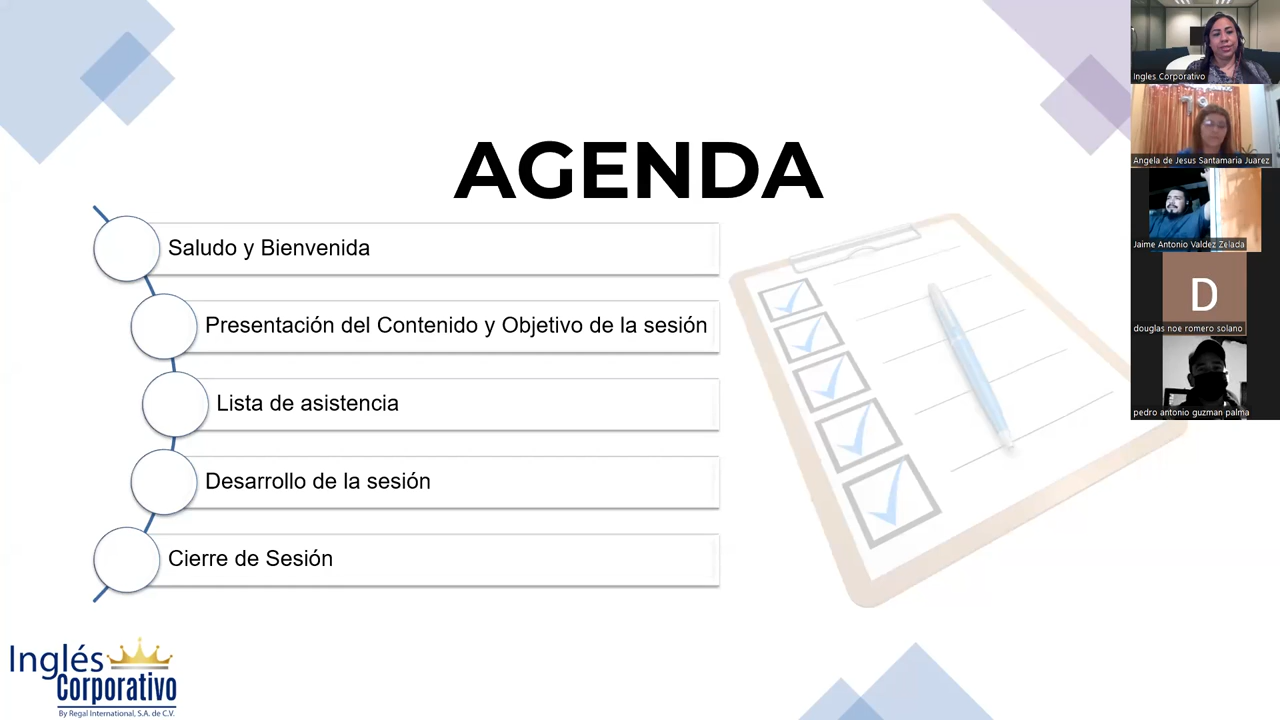 AGENDA
Saludo y Bienvenida
Presentación del Contenido y Objetivo de la sesión
Lista de asistencia
Desarrollo de la sesión
Cierre de Sesión
Inglés
Corporativo
By Regal International, S.A. de C.V.
Ingles Corporativo
Angela de Jesus Santamaria Juarez
Jaime Antonio Valdez Zelada
D
douglas noe romero solano
pedro antonio guzman palma